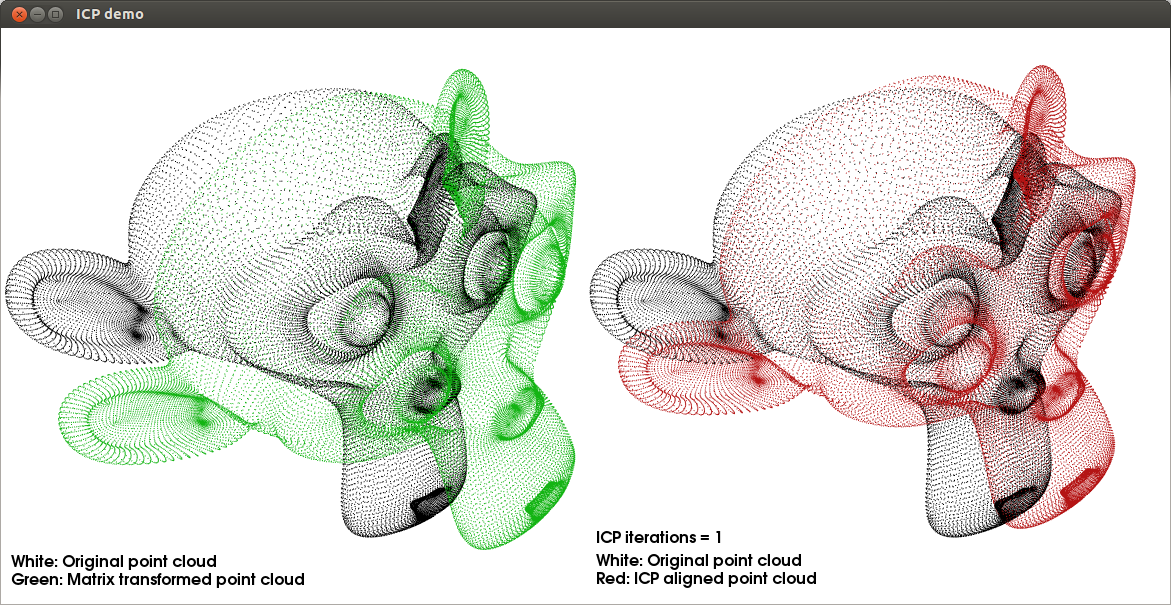 ICP demo
White: Original point cloud
Green: Matrix transformed point cloud
ICP iterations = 1
White: Original point cloud
Red: ICP aligned point cloud